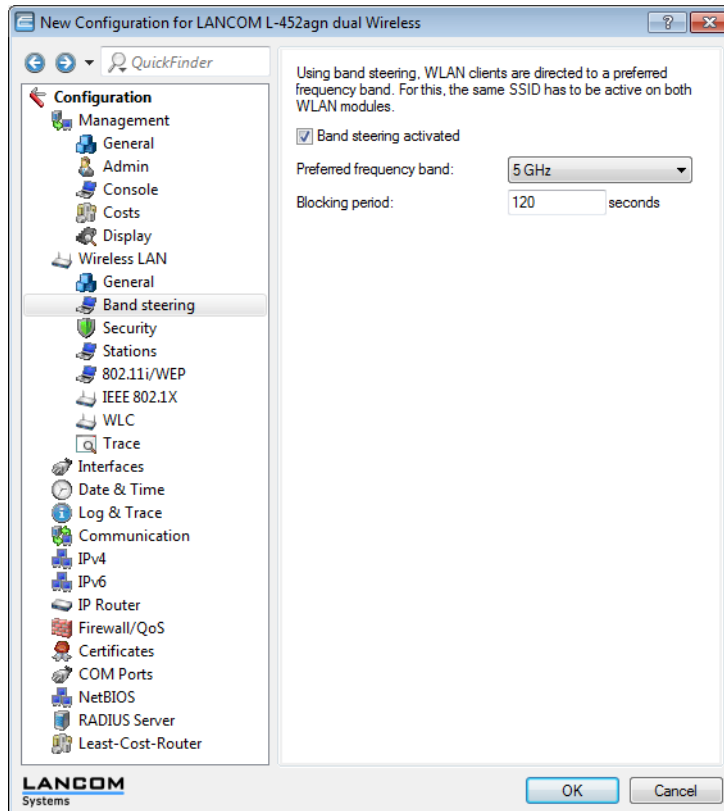 New Configuration for LANCOM L-452agn dual Wireless
QuickFinder
Configuration
Management
General
Admin
Console
Costs
Display
Wireless LAN
General
Band steering
Security
Stations
802.11i/WEP
IEEE 802.1X
WLC
Trace
Interfaces
Date & Time
Log & Trace
Communication
IPv4
IPv6
IP Router
Firewall/QoS
Certificates
COM Ports
NetBIOS
RADIUS Server
Least-Cost-Router
Using band steering, WLAN clients are directed to a preferred
frequency band. For this, the same SSID has to be active on both
WLAN modules.
Band steering activated
Preferred frequency band: 5 GHz
Blocking period: 120 seconds
LANCOM
Systems
OK Cancel